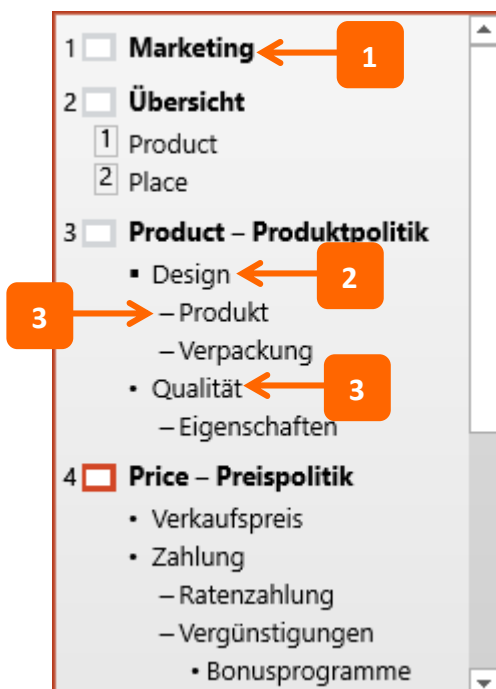 1 Marketing 1
2 Übersicht
1 Product
2 Place
3 Product – Produktpolitik
▪ Design 2
3 – Produkt
– Verpackung
• Qualität 3
– Eigenschaften
4 Price – Preispolitik
• Verkaufspreis
• Zahlung
– Ratenzahlung
– Vergünstigungen
• Bonusprogramme